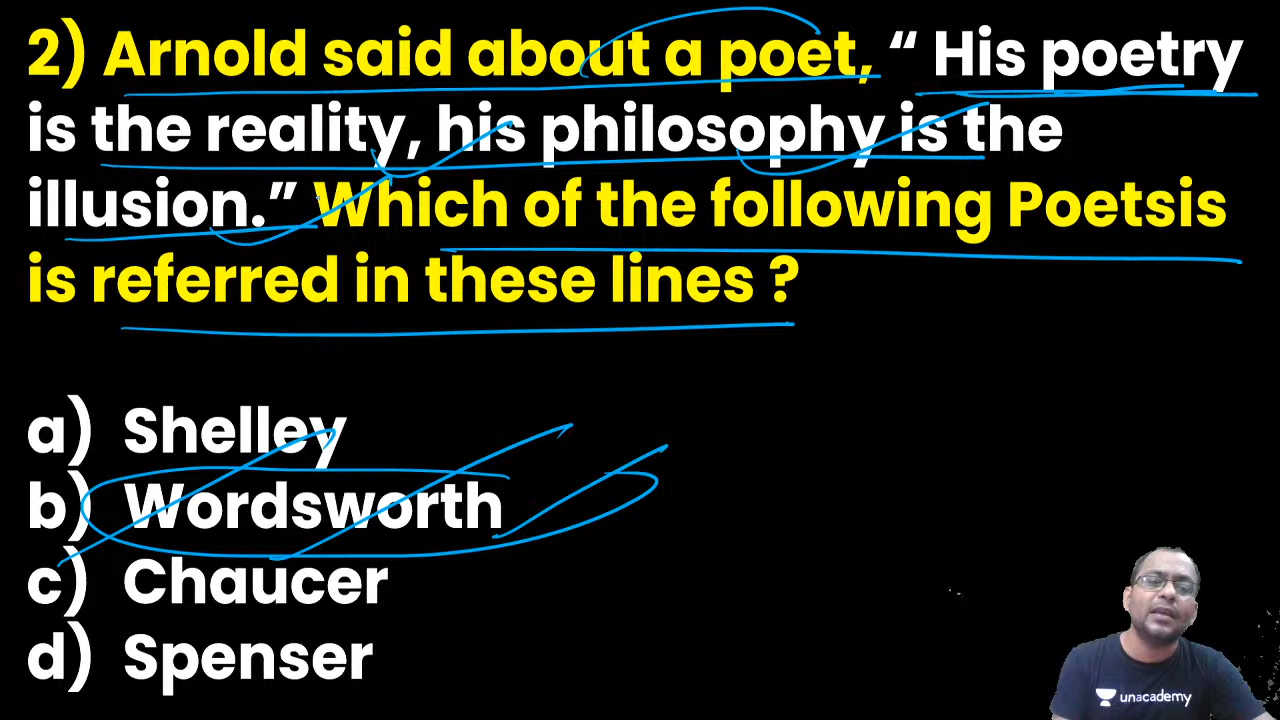 2) Arnold said about a poet, “ His poetry
is the reality, his philosophy is the
illusion.” Which of the following Poetsis
is referred in these lines ?
a) Shelley
b) Wordsworth
c) Chaucer
d) Spenser
unacademy